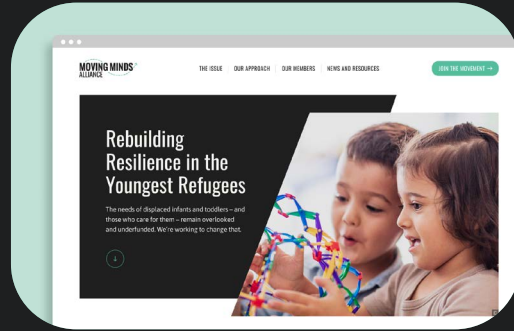 MOVING MINDS
ALLIANCE
THE ISSUE
OUR APPROACH
OUR MEMBERS
NEWS AND RESOURCES
JOIN THE MOVEMENT →
Rebuilding
Resilience in the
Youngest Refugees
The needs of displaced infants and toddlers – and
those who care for them – remain overlooked
and underfunded. We're working to change that.